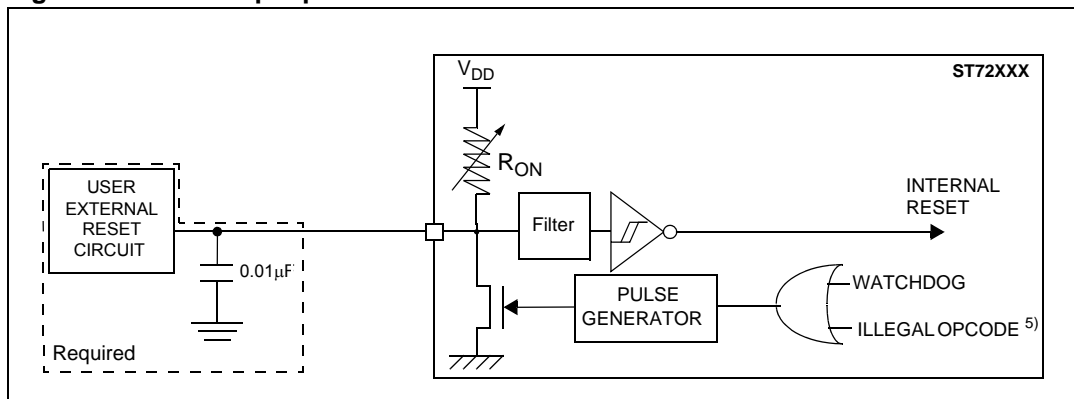 ST72XXX
VDD
RON
USER
EXTERNAL
RESET
CIRCUIT
0.01μF
Required
Filter
INTERNAL
RESET
PULSE
GENERATOR
WATCHDOG
ILLEGAL OPCODE 5)